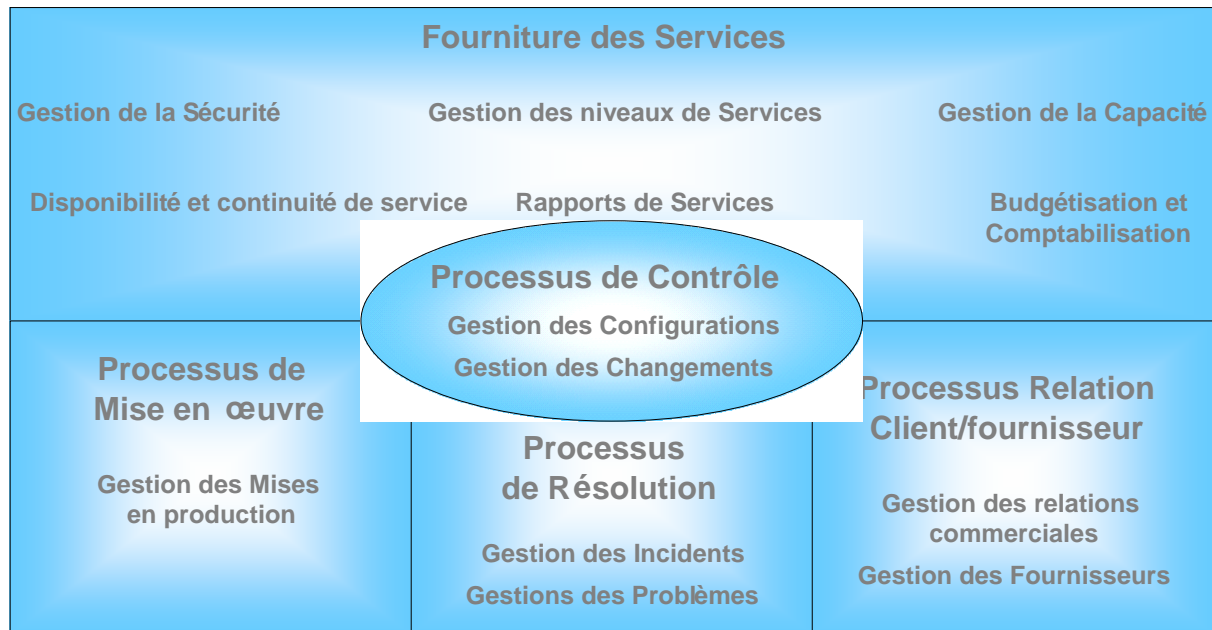 Fourniture des Services
Gestion de la Sécurité
Gestion des niveaux de Services
Gestion de la Capacité
Disponibilité et continuité de service
Rapports de Services
Budgétisation et
Comptabilisation
Processus de Contrôle
Gestion des Configurations
Gestion des Changements
Processus de
Mise en œuvre
Gestion des Mises
en production
Processus
de Résolution
Gestion des Incidents
Gestions des Problèmes
Processus Relation
Client/fournisseur
Gestion des relations
commerciales
Gestion des Fournisseurs